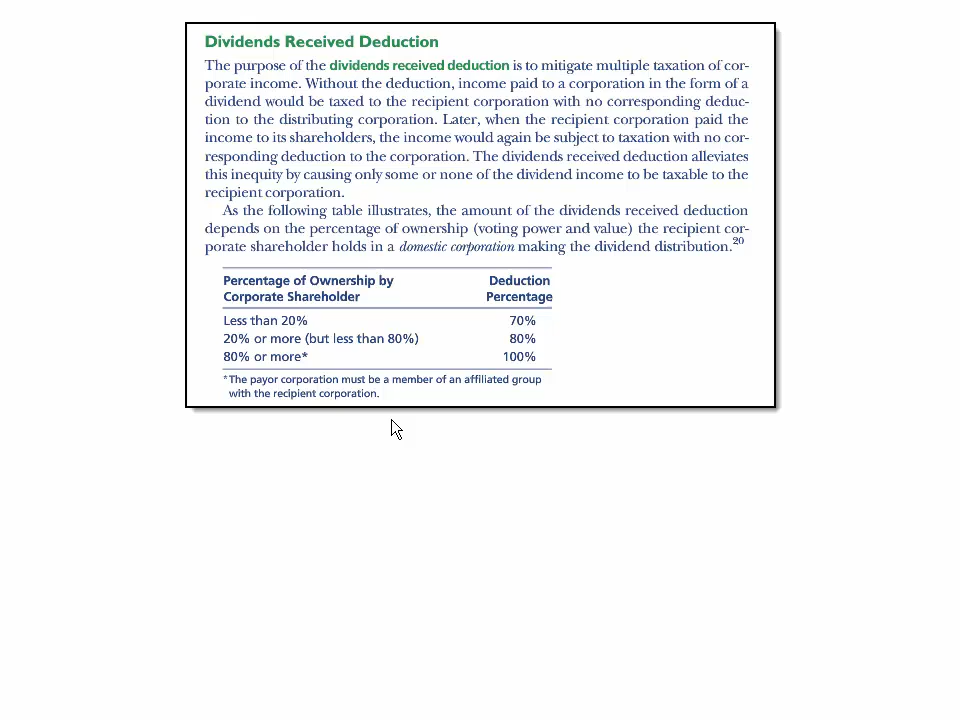 Dividends Received Deduction
The purpose of the dividends received deduction is to mitigate multiple taxation of cor-
porate income. Without the deduction, income paid to a corporation in the form of a
dividend would be taxed to the recipient corporation with no corresponding deduc-
tion to the distributing corporation. Later, when the recipient corporation paid the
income to its shareholders, the income would again be subject to taxation with no cor-
responding deduction to the corporation. The dividends received deduction alleviates
this inequity by causing only some or none of the dividend income to be taxable to the
recipient corporation.
As the following table illustrates, the amount of the dividends received deduction
depends on the percentage of ownership (voting power and value) the recipient cor-
porate shareholder holds in a domestic corporation making the dividend distribution.20
Percentage of Ownership by Deduction
Corporate Shareholder Percentage
Less than 20% 70%
20% or more (but less than 80%) 80%
80% or more* 100%
*The payor corporation must be a member of an affiliated group
with the recipient corporation.